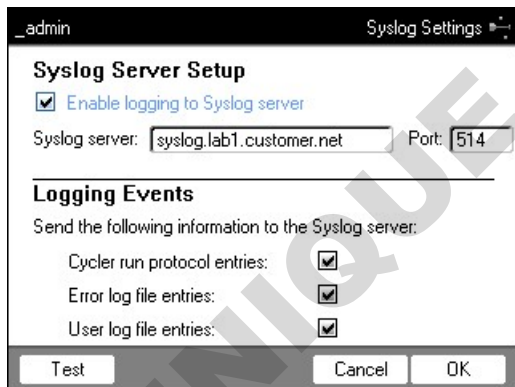 _admin Syslog Settings
Syslog Server Setup
Enable logging to Syslog server
Syslog server: syslog.lab1.customer.net Port: 514
Logging Events
Send the following information to the Syslog server:
Cycler run protocol entries:
Error log file entries:
User log file entries:
Test Cancel OK
NIQUE